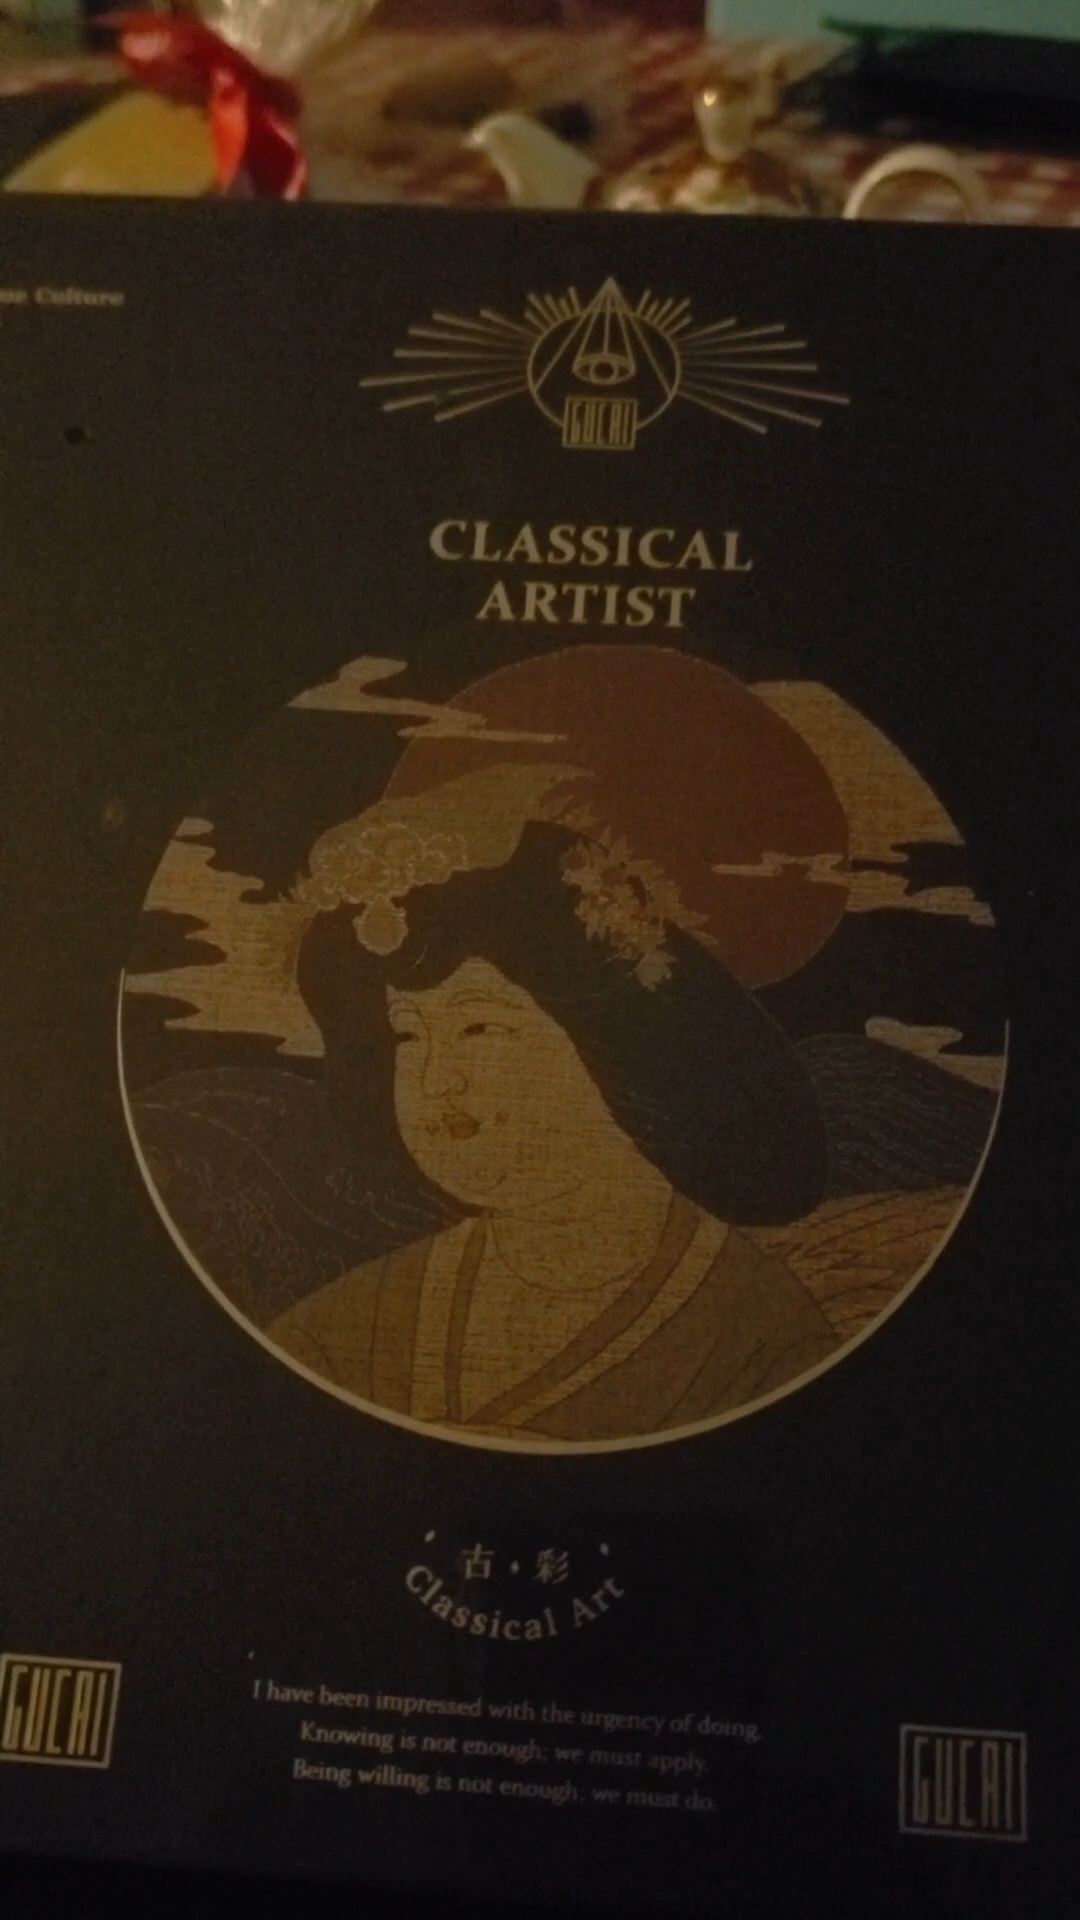 Culture
GUCAI
CLASSICAL
ARTIST
古·彩
Classical Art
GUCAI
I have been impressed with the urgency of doing,
Knowing is not enough; we must apply.
Being willing is not enough; we must do.
GUCAI